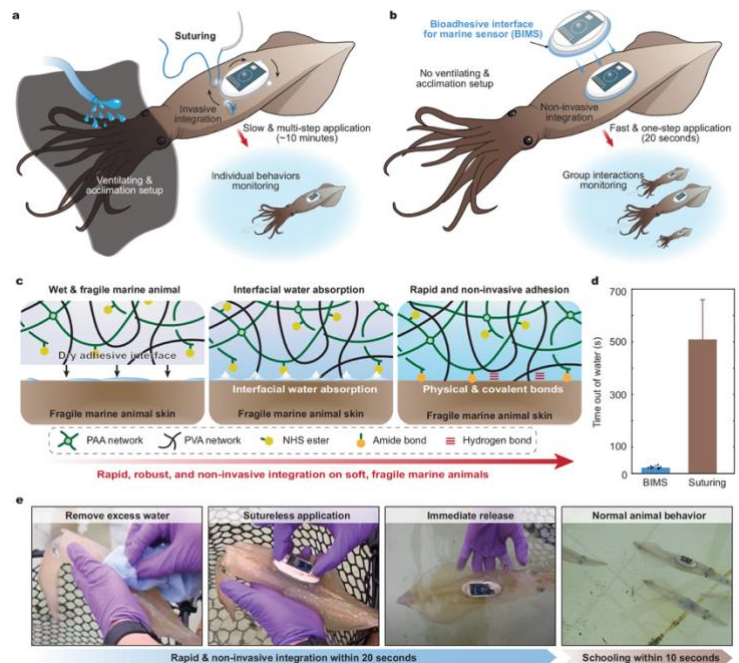 a
Suturing
Invasive
integration
Slow & multi-step application
(~10 minutes)
Ventilating &
acclimation setup
Individual behaviors
monitoring
b
Bioadhesive interface
for marine sensor (BIMS)
No ventilating &
acclimation setup
Non-invasive
integration
Fast & one-step application
(20 seconds)
Group interactions
monitoring
c
Wet & fragile marine animal
Interfacial water absorption
Rapid and non-invasive adhesion
Dry adhesive interface
Interfacial water absorption
Physical & covalent bonds
Fragile marine animal skin
Fragile marine animal skin
Fragile marine animal skin
PAA network
PVA network
NHS ester
Amide bond
Hydrogen bond
Rapid, robust, and non-invasive integration on soft, fragile marine animals
d
Time out of water (s)
700
500
300
100
0
BIMS
Suturing
e
Remove excess water
Sutureless application
Immediate release
Normal animal behavior
Rapid & non-invasive integration within 20 seconds
Schooling within 10 seconds